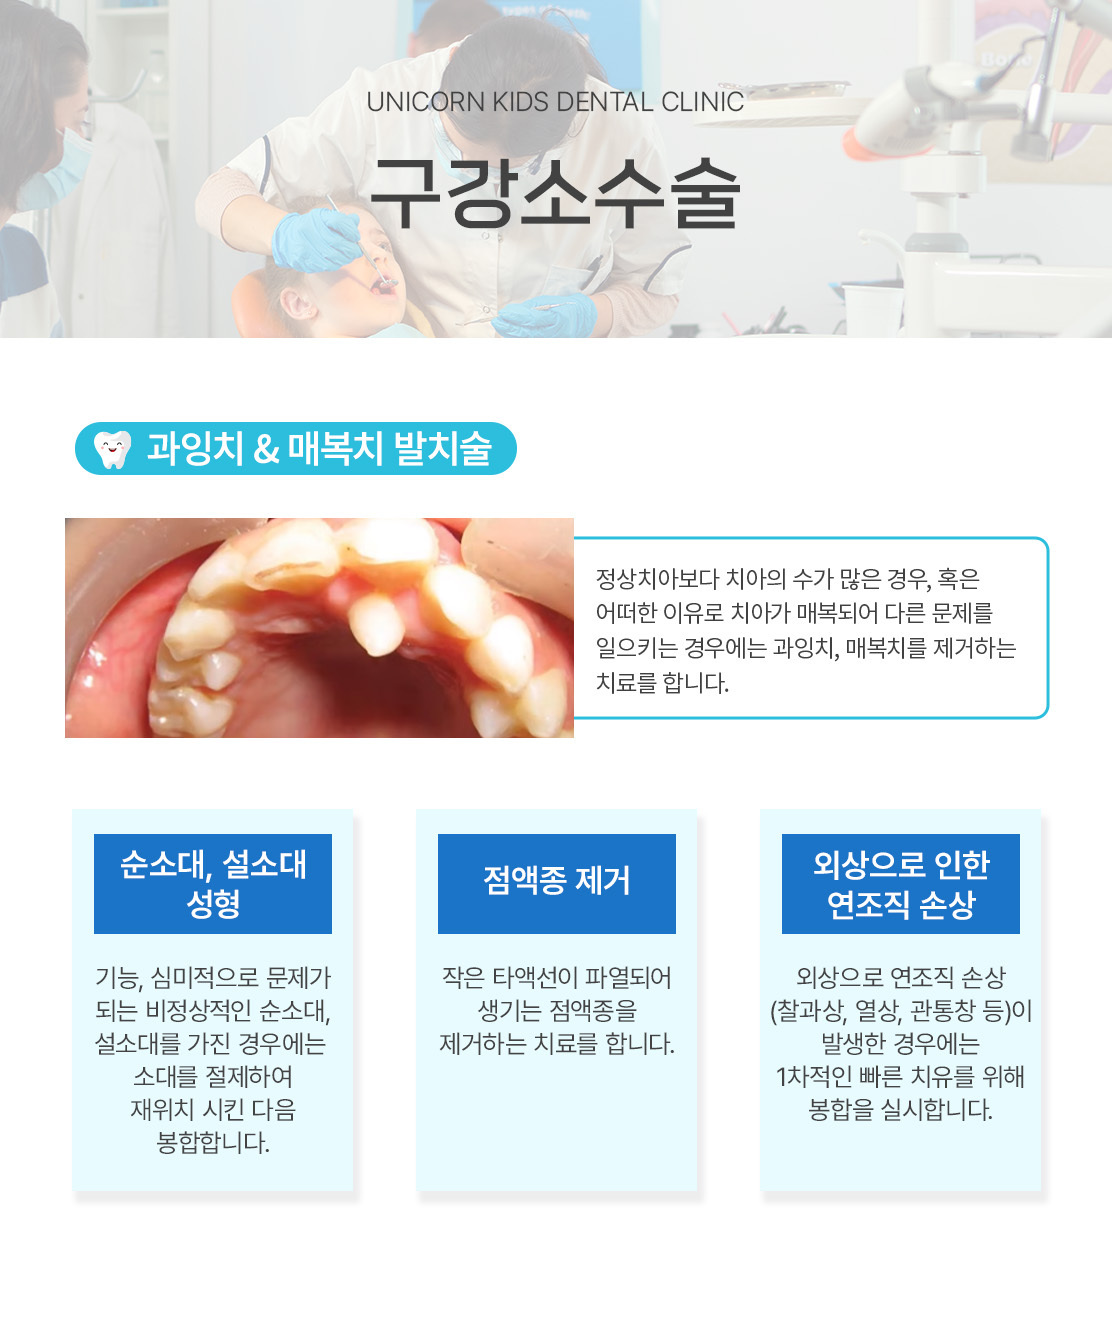 UNICORN KIDS DENTAL CLINIC
구강소수술
과잉치 & 매복치 발치술
정상치아보다 치아의 수가 많은 경우, 혹은
어떠한 이유로 치아가 매복되어 다른 문제를
일으키는 경우에는 과잉치, 매복치를 제거하는
치료를 합니다.
순소대, 설소대
성형
기능, 심미적으로 문제가
되는 비정상적인 순소대,
설소대를 가진 경우에는
소대를 절제하여
재위치 시킨 다음
봉합합니다.
점액종 제거
작은 타액선이 파열되어
생기는 점액종을
제거하는 치료를 합니다.
외상으로 인한
연조직 손상
외상으로 연조직 손상
(찰과상, 열상, 관통창 등)이
발생한 경우에는
1차적인 빠른 치유를 위해
봉합을 실시합니다.